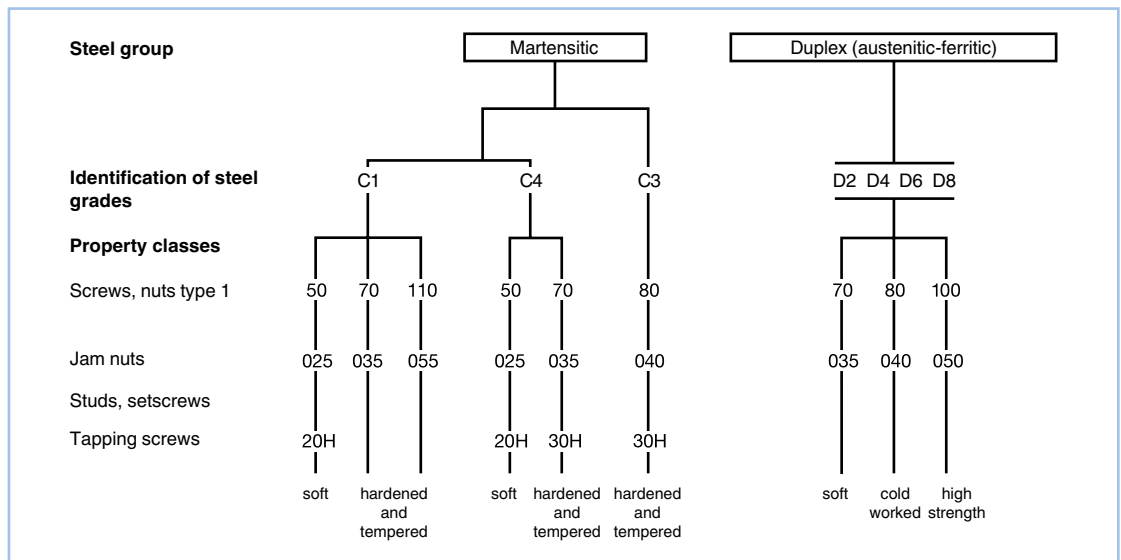 Steel group Martensitic Duplex (austenitic-ferritic)
Identification of steel
grades
C1 C4 C3 D2 D4 D6 D8
Property classes
Screws, nuts type 1 50 70 110 50 70 80 70 80 100
Jam nuts 025 035 055 025 035 040 035 040 050
Studs, setscrews
Tapping screws 20H 20H 30H 30H
soft hardened soft hardened hardened soft cold high
and and and worked strength
tempered tempered tempered